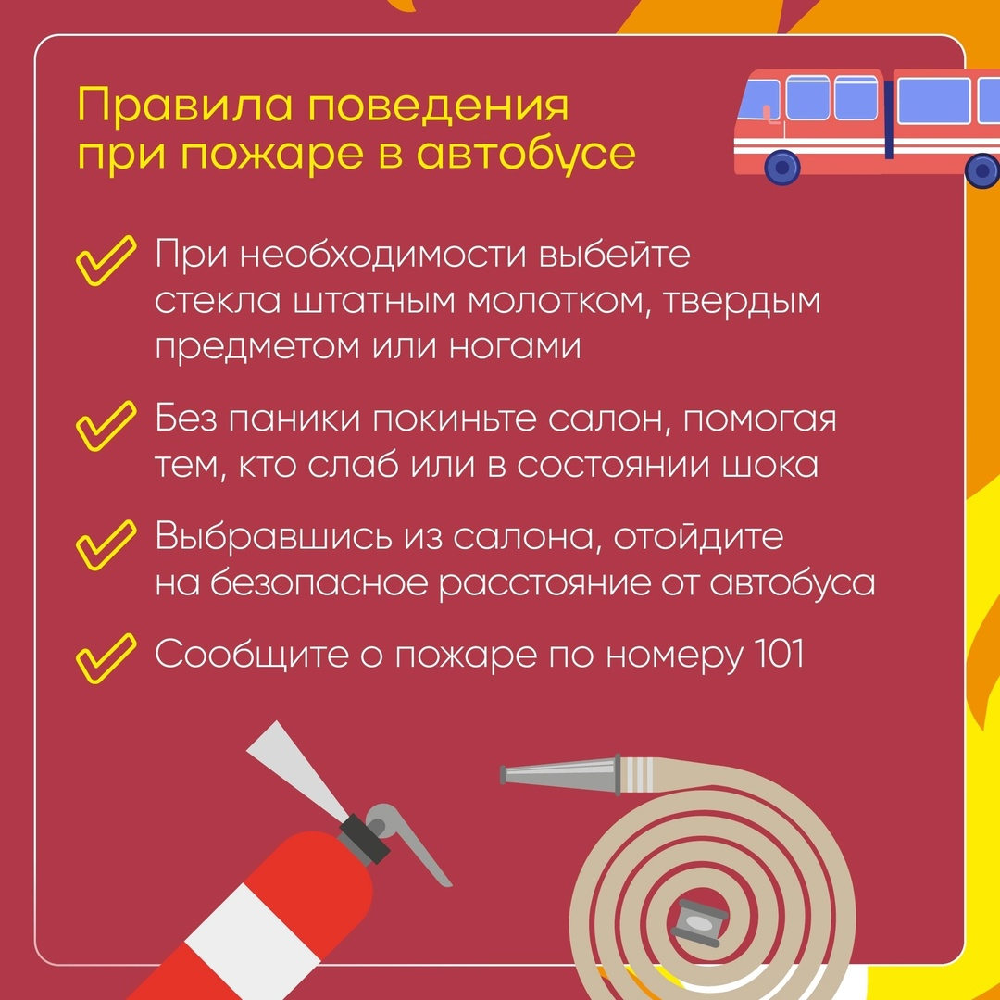 Правила поведения
при пожаре в автобусе
При необходимости выбейте
стекла штатным молотком, твердым
предметом или ногами
Без паники покиньте салон, помогая
тем, кто слаб или в состоянии шока
Выбравшись из салона, отойдите
на безопасное расстояние от автобуса
Сообщите о пожаре по номеру 101